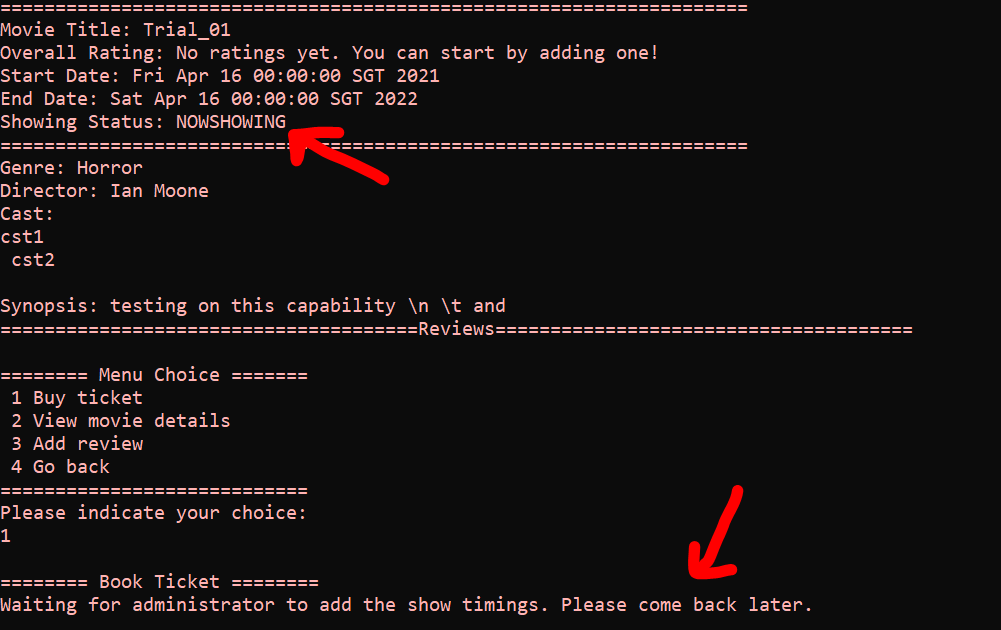 ====================================================================
Movie Title: Trial_01
Overall Rating: No ratings yet. You can start by adding one!
Start Date: Fri Apr 16 00:00:00 SGT 2021
End Date: Sat Apr 16 00:00:00 SGT 2022
Showing Status: NOWSHOWING
====================================================================
Genre: Horror
Director: Ian Moone
Cast:
cst1
 cst2
Synopsis: testing on this capability \n \t and
======================================Reviews======================================
======== Menu Choice =======
 1 Buy ticket
 2 View movie details
 3 Add review
 4 Go back
============================
Please indicate your choice:
1
======== Book Ticket ========
Waiting for administrator to add the show timings. Please come back later.